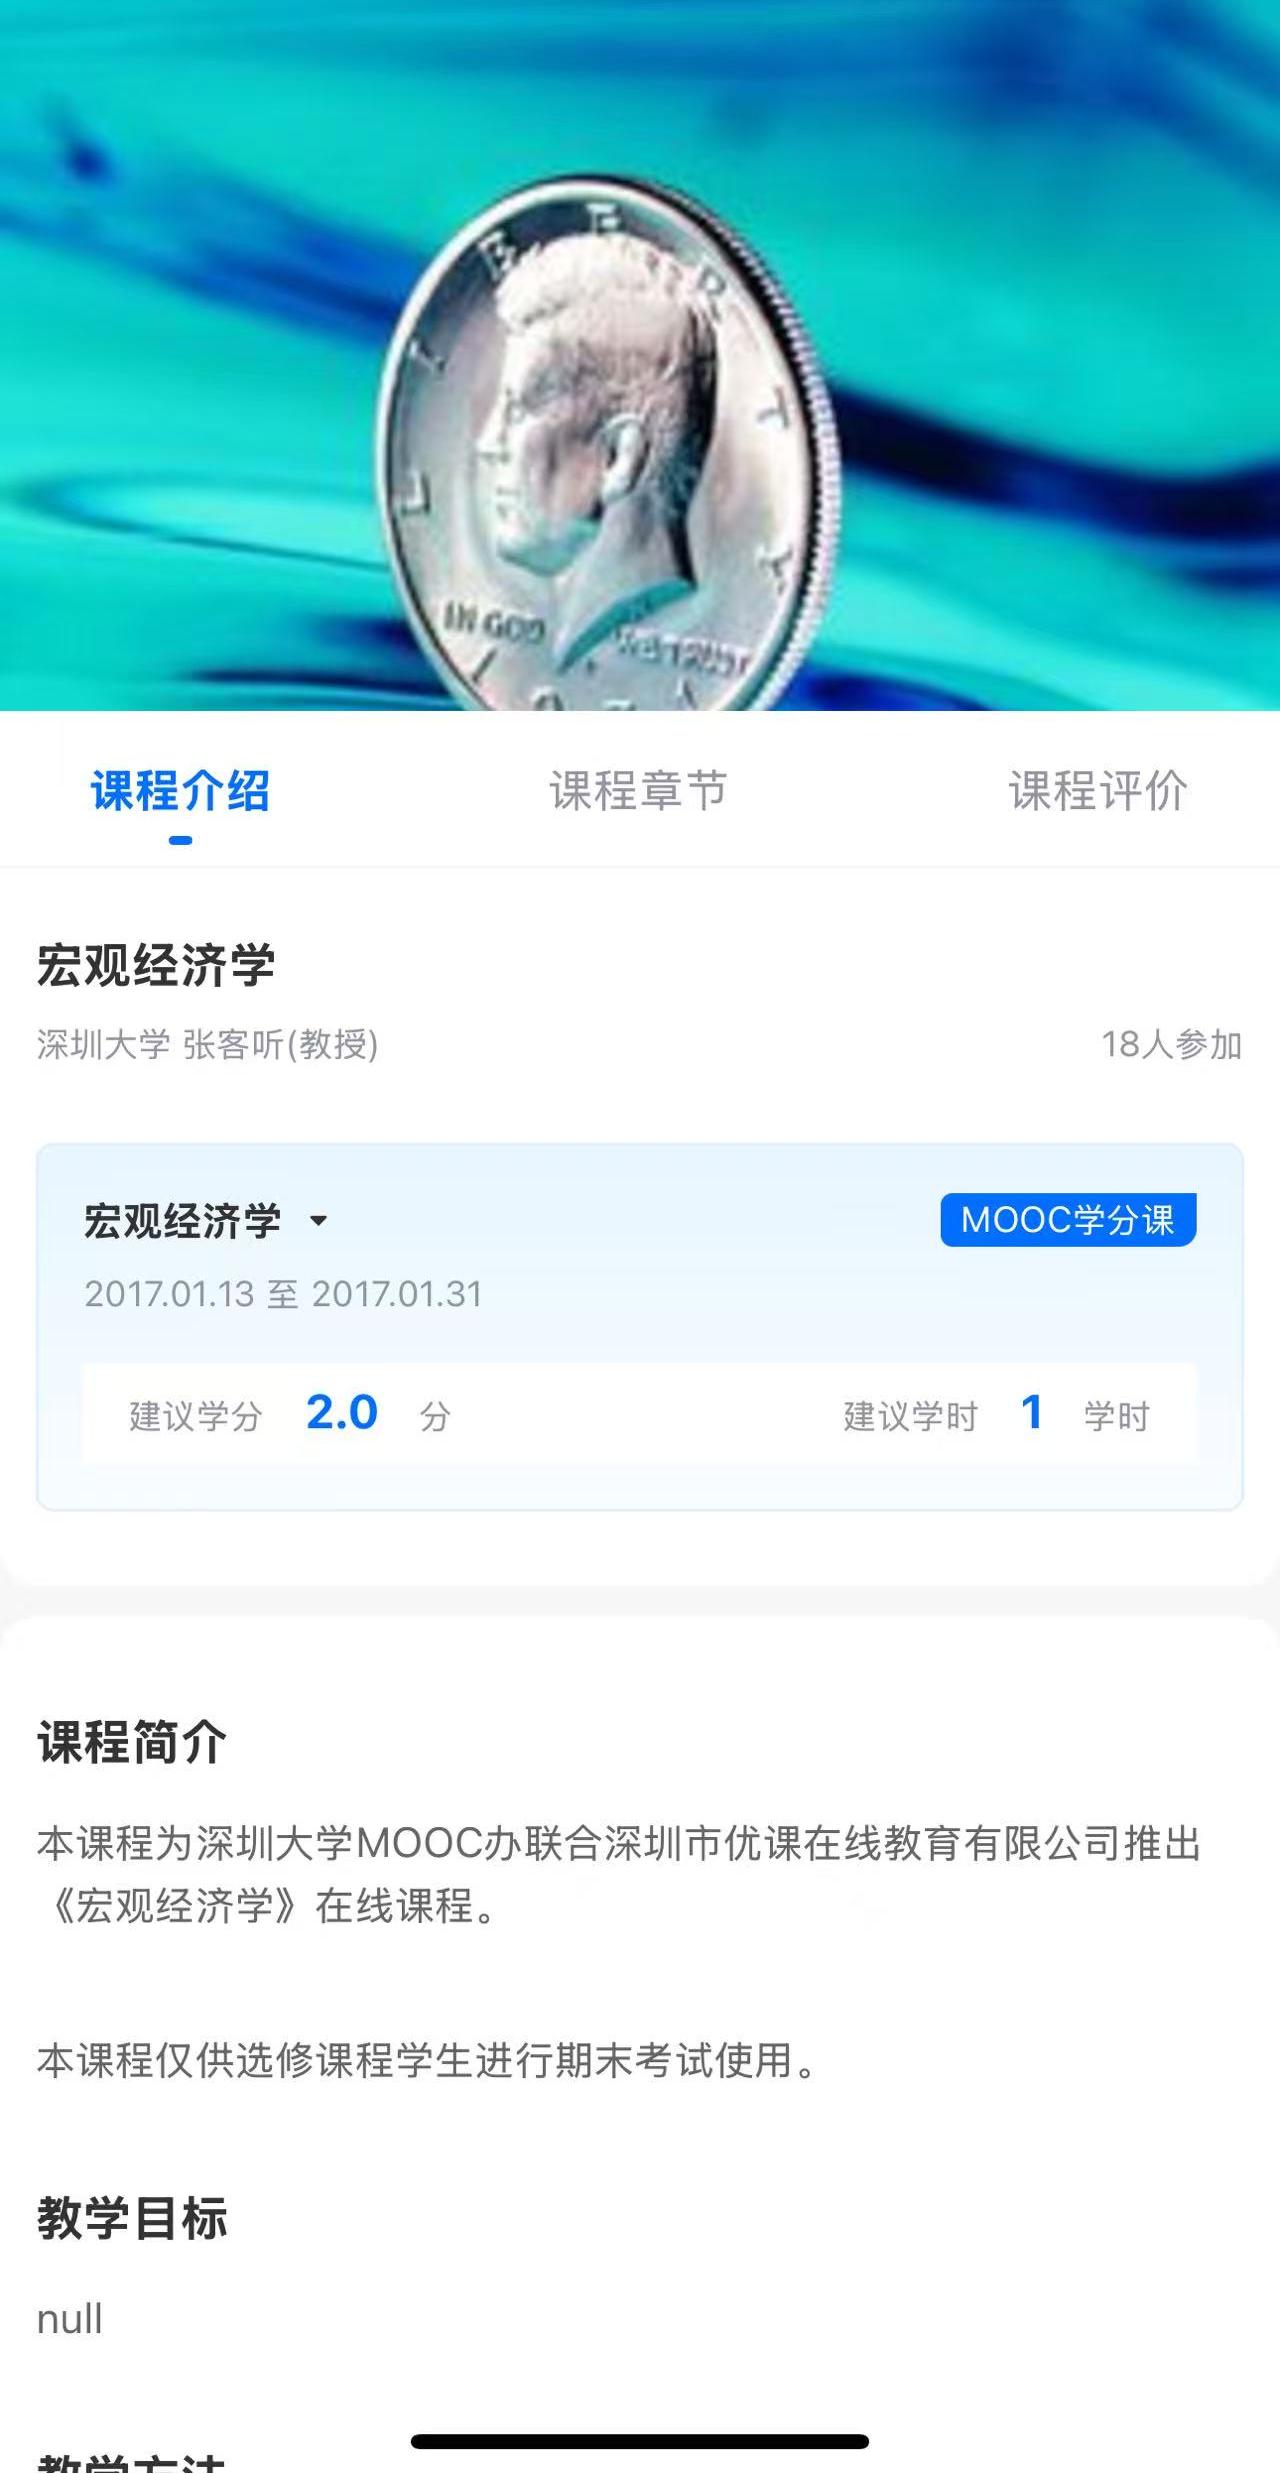 LIBERTY
IN GOD WE TRUST
课程介绍 课程章节 课程评价
宏观经济学
深圳大学 张客听(教授) 18人参加
宏观经济学 MOOC学分课
2017.01.13 至 2017.01.31
建议学分 2.0 分 建议学时 1 学时
课程简介
本课程为深圳大学MOOC办联合深圳市优课在线教育有限公司推出
《宏观经济学》在线课程。
本课程仅供选修课程学生进行期末考试使用。
教学目标
null
教学方法